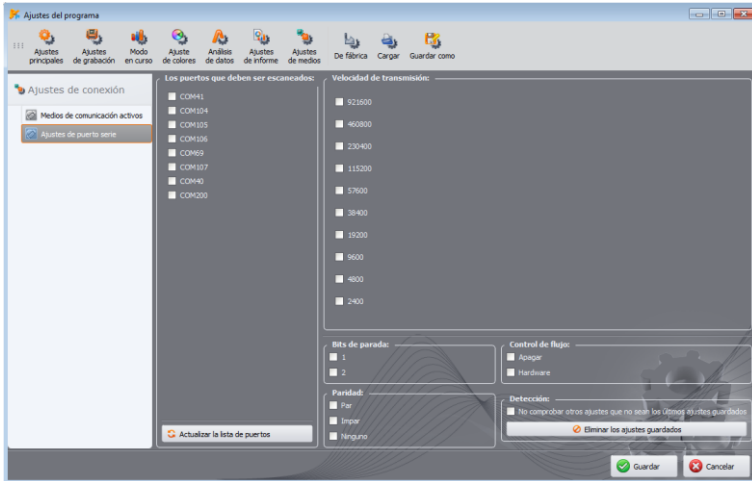 Ajustes del programa
Ajustes principales
Ajustes de grabación
Modo en curso
Ajuste de colores
Análisis de datos
Ajustes de informe
Ajustes de medios
De fábrica
Cargar
Guardar como
Ajustes de conexión
Medios de comunicación activos
Ajustes de puerto serie
Los puertos que deben ser escaneados:
COM41
COM104
COM105
COM106
COM69
COM107
COM40
COM200
Actualizar la lista de puertos
Velocidad de transmisión:
921600
460800
230400
115200
57600
38400
19200
9600
4800
2400
Bits de parada:
1
2
Control de flujo:
Apagar
Hardware
Paridad:
Par
Impar
Ninguno
Detección:
No comprobar otros ajustes que no sean los útimos ajustes guardados
Eliminar los ajustes guardados
Guardar
Cancelar